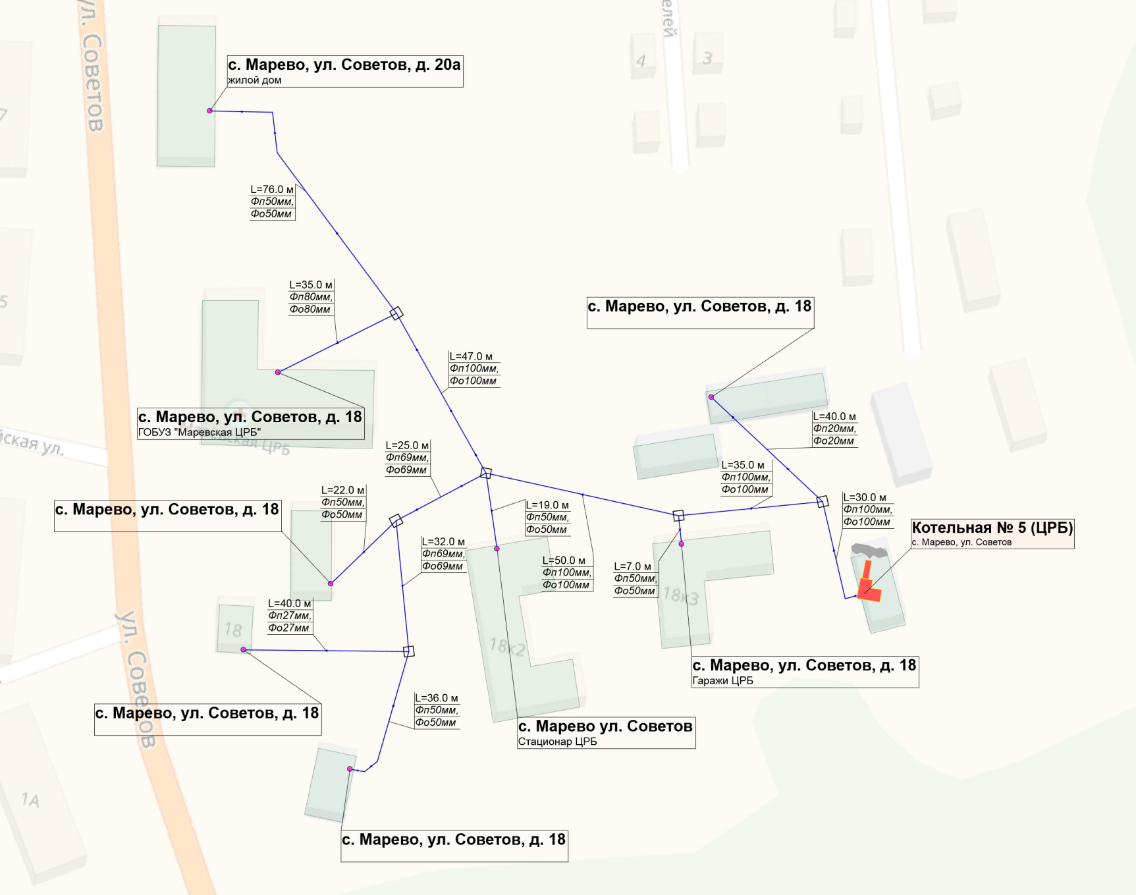 ул. Советов
с. Марево, ул. Советов, д. 20а
жилой дом
4
3
L=76.0 м
Фп50мм,
Фо50мм
L=35.0 м
Фп80мм,
Фо80мм
с. Марево, ул. Советов, д. 18
L=47.0 м
Фп100мм,
Фо100мм
с. Марево, ул. Советов, д. 18
ГОБУЗ "Маревская ЦРБ"
ЦРБ
L=40.0 м
Фп20мм,
Фо20мм
L=25.0 м
Фп69мм,
Фо69мм
L=35.0 м
Фп100мм,
Фо100мм
ская ул.
L=22.0 м
Фп50мм,
Фо50мм
L=30.0 м
Фп100мм,
Фо100мм
с. Марево, ул. Советов, д. 18
L=19.0 м
Фп50мм,
Фо50мм
Котельная № 5 (ЦРБ)
с. Марево, ул. Советов
L=32.0 м
Фп69мм,
Фо69мм
L=50.0 м
Фп100мм,
Фо100мм
L=7.0 м
Фп50мм,
Фо50мм
18к3
L=40.0 м
Фп27мм,
Фо27мм
18
18к2
ул. Советов
с. Марево, ул. Советов, д. 18
Гаражи ЦРБ
L=36.0 м
Фп50мм,
Фо50мм
с. Марево, ул. Советов, д. 18
с. Марево ул. Советов
Стационар ЦРБ
1А
с. Марево, ул. Советов, д. 18